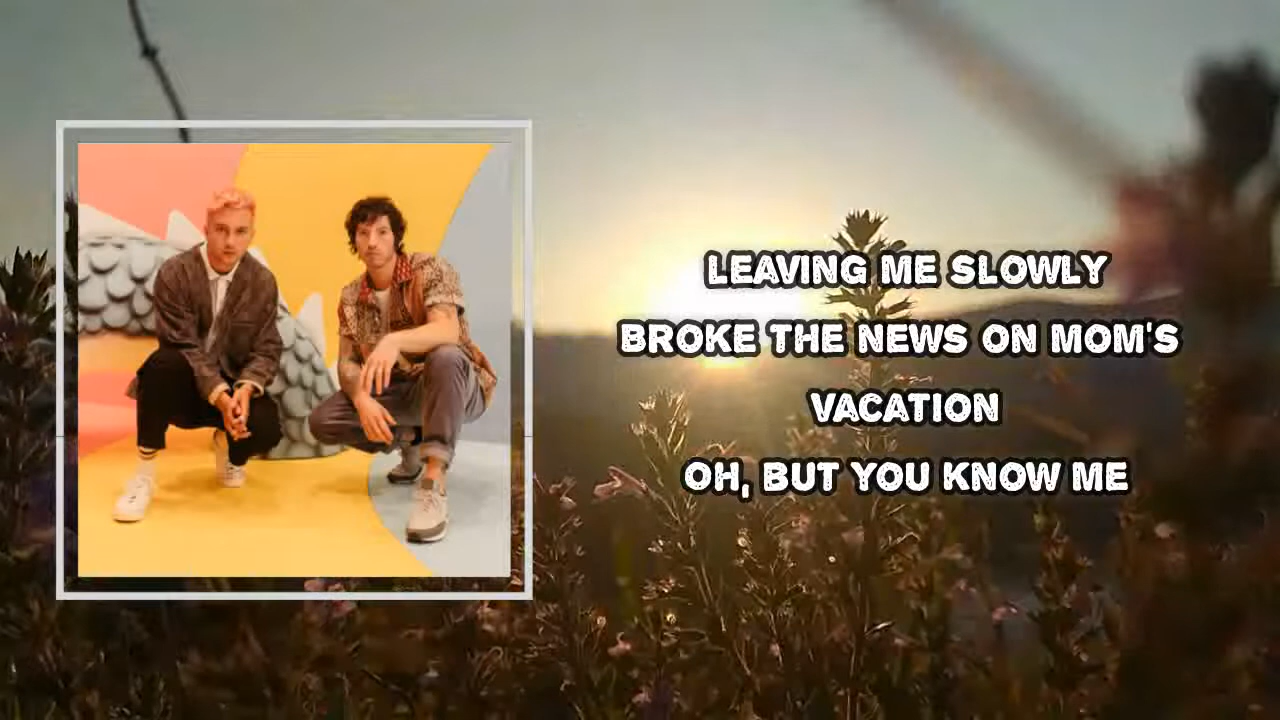 LEAVING ME SLOWLY
BROKE THE NEWS ON MOM'S
VACATION
OH, BUT YOU KNOW ME